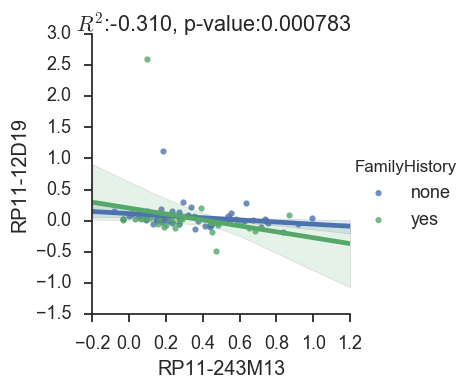 R²:-0.310, p-value:0.000783
3.0
2.5
2.0
1.5
1.0
0.5
0.0
−0.5
−1.0
−1.5
RP11-12D19
−0.2 0.0 0.2 0.4 0.6 0.8 1.0 1.2
RP11-243M13
FamilyHistory
none
yes